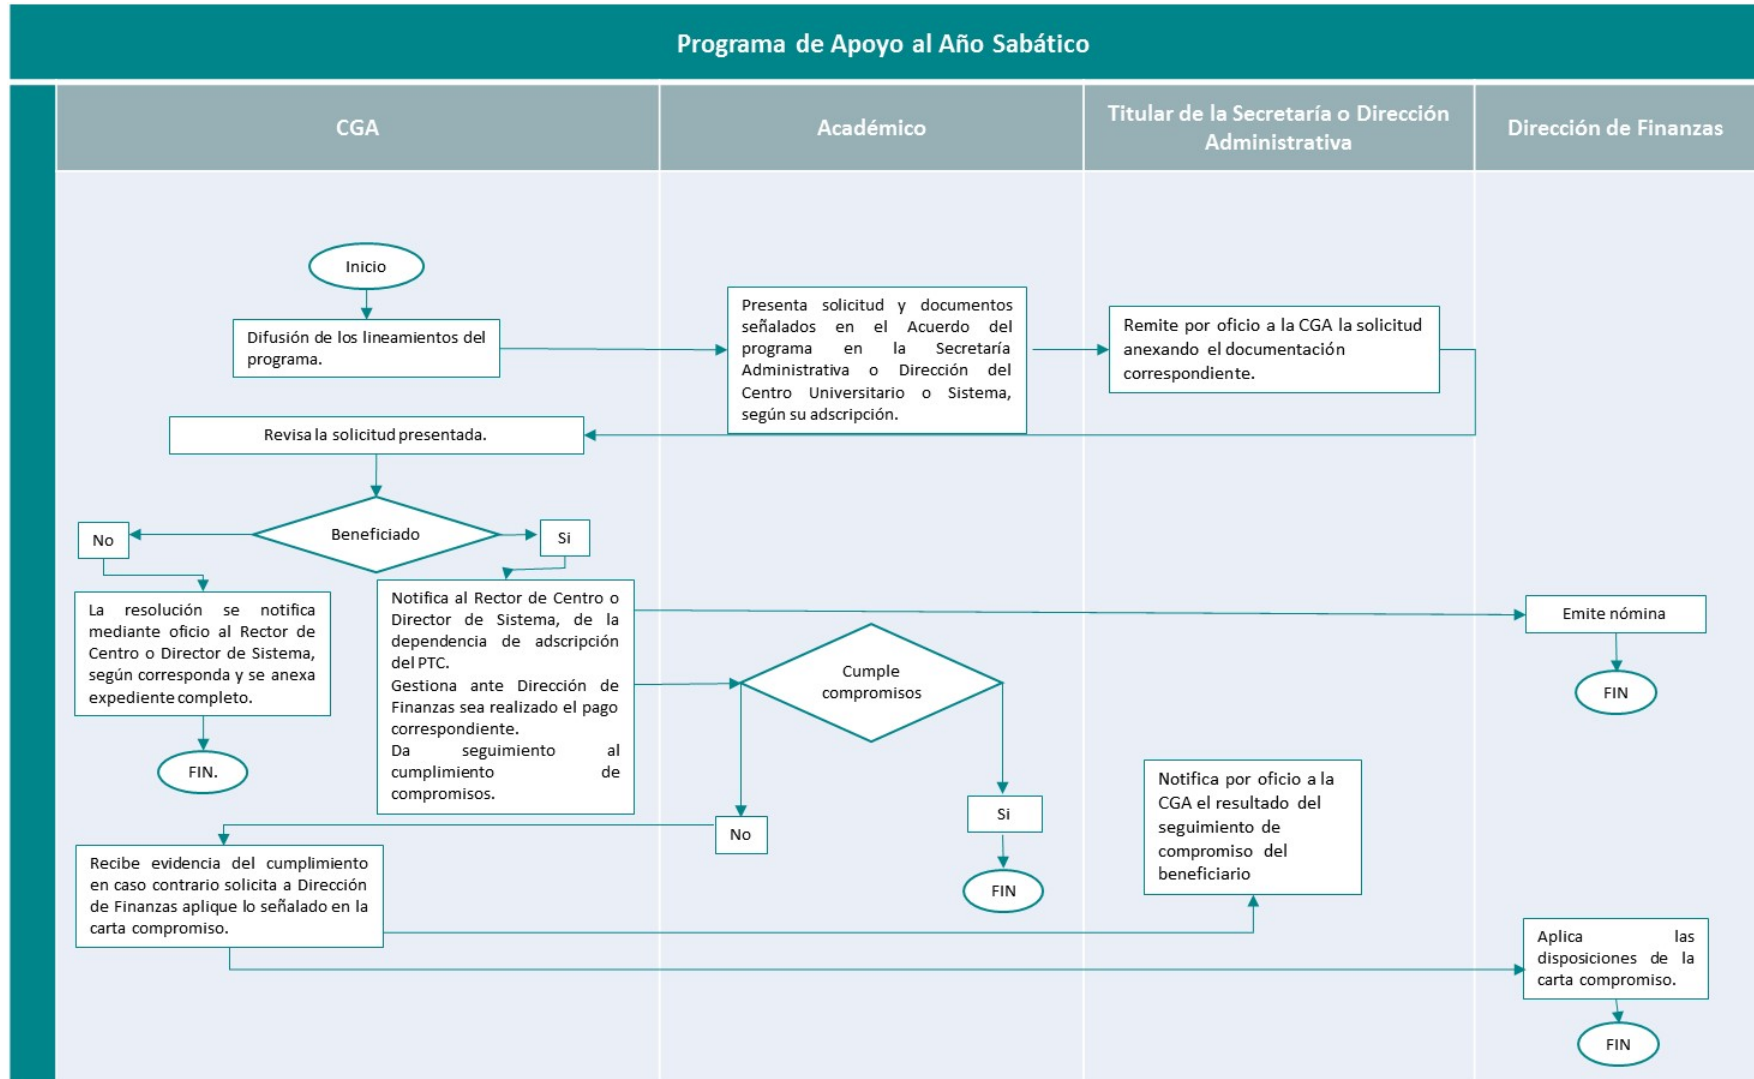 Programa de Apoyo al Año Sabático
CGA
Académico
Titular de la Secretaría o Dirección
Administrativa
Dirección de Finanzas
Inicio
Difusión de los lineamientos del
programa.
Presenta solicitud y documentos
señalados en el Acuerdo del
programa en la Secretaría
Administrativa o Dirección del
Centro Universitario o Sistema,
según su adscripción.
Remite por oficio a la CGA la solicitud
anexando el documentación
correspondiente.
Revisa la solicitud presentada.
Beneficiado
No
Si
La resolución se notifica
mediante oficio al Rector de
Centro o Director de Sistema,
según corresponda y se anexa
expediente completo.
FIN.
Notifica al Rector de Centro o
Director de Sistema, de la
dependencia de adscripción
del PTC.
Gestiona ante Dirección de
Finanzas sea realizado el pago
correspondiente.
Da seguimiento al
cumplimiento de
compromisos.
Emite nómina
FIN
Cumple
compromisos
No
Si
FIN
Recibe evidencia del cumplimiento
en caso contrario solicita a Dirección
de Finanzas aplique lo señalado en la
carta compromiso.
Notifica por oficio a la
CGA el resultado del
seguimiento de
compromiso del
beneficiario
Aplica las
disposiciones de la
carta compromiso.
FIN